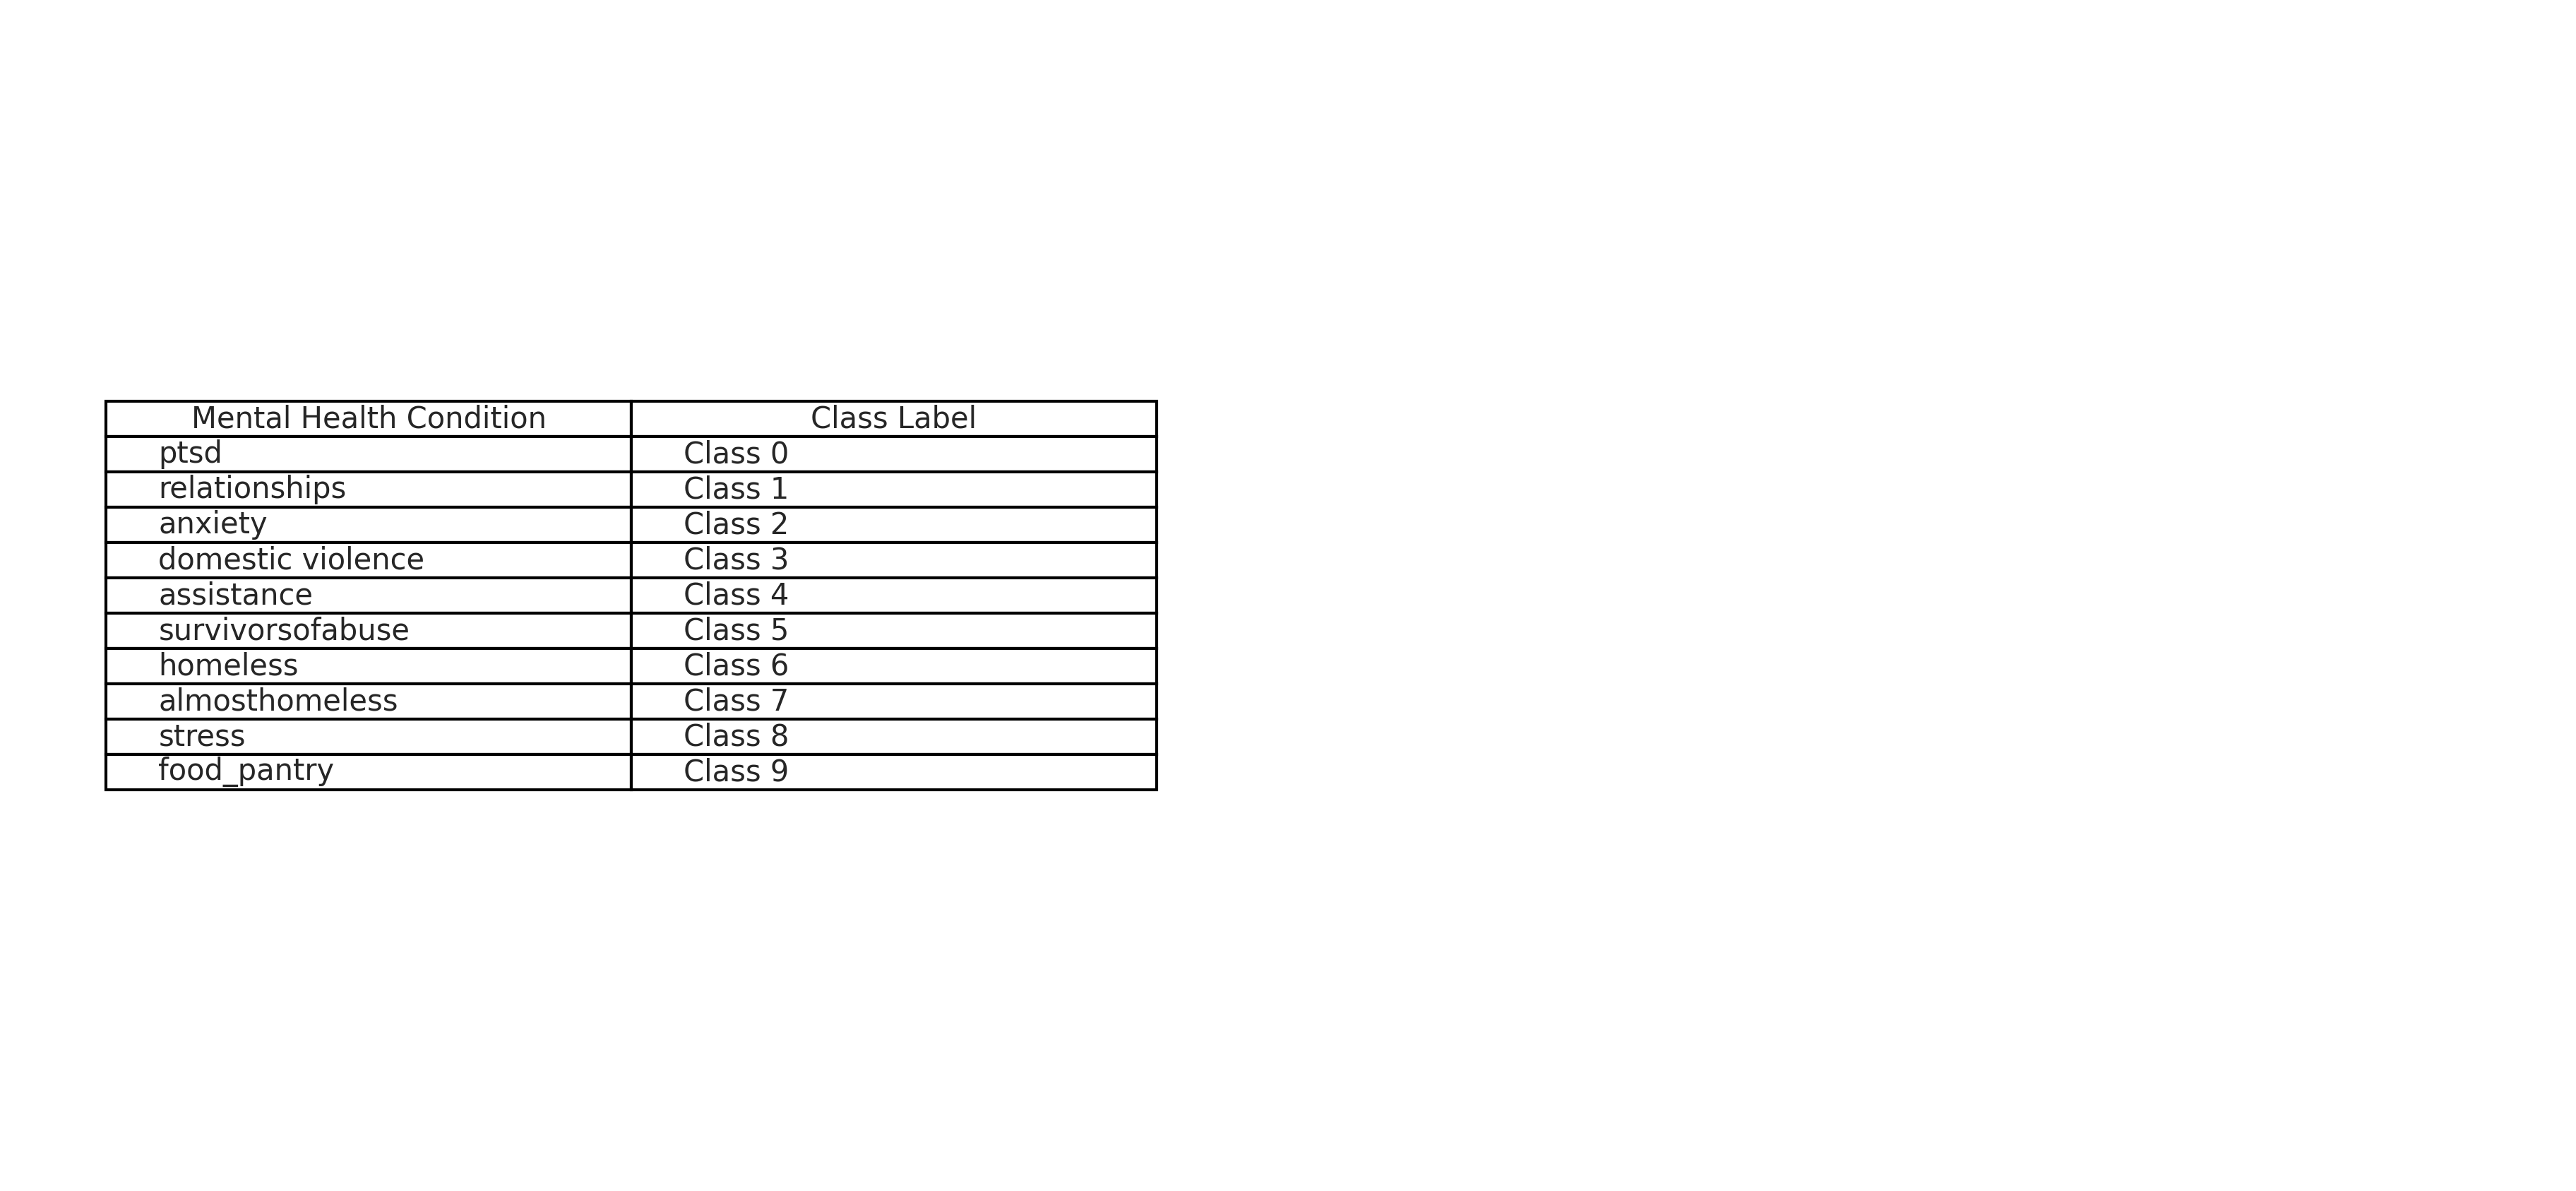 Mental Health Condition Class Label
ptsd Class 0
relationships Class 1
anxiety Class 2
domestic violence Class 3
assistance Class 4
survivorsofabuse Class 5
homeless Class 6
almosthomeless Class 7
stress Class 8
food_pantry Class 9